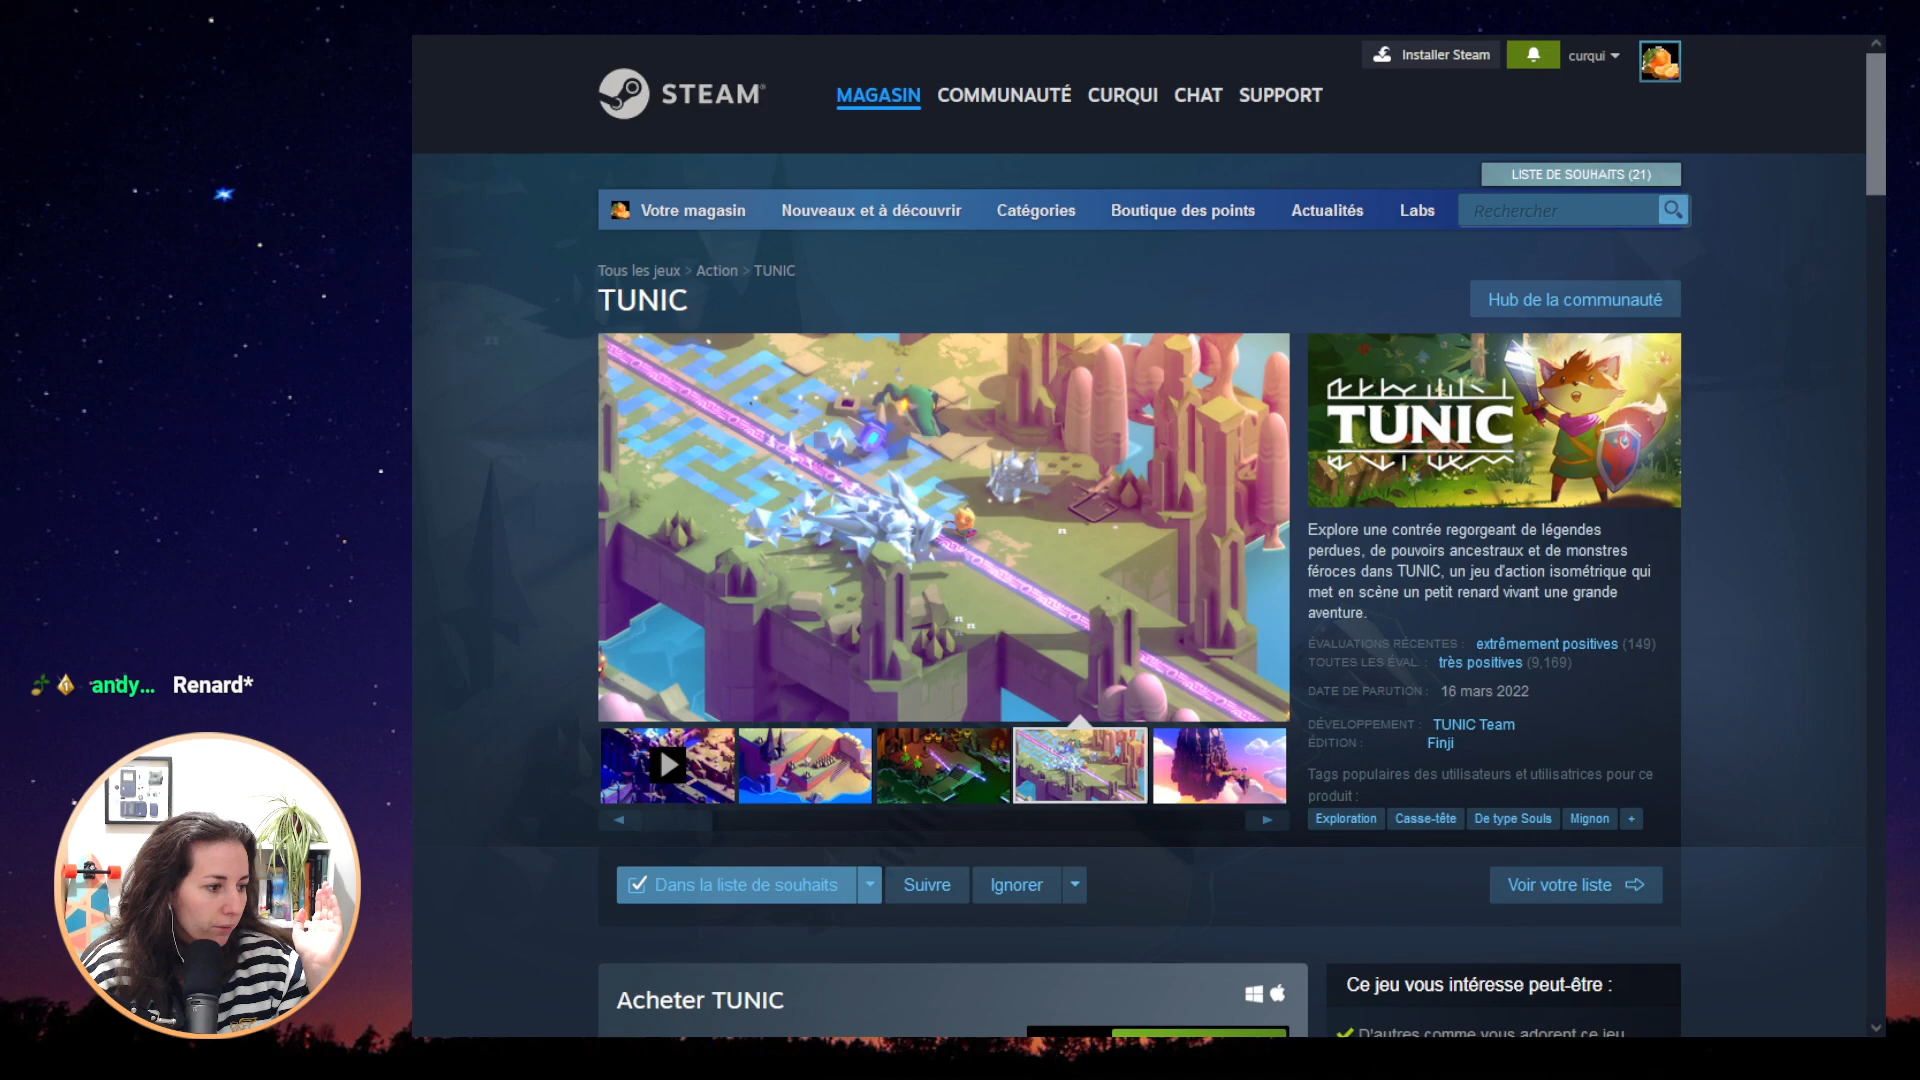 Installer Steam
curqui
STEAM®
MAGASIN COMMUNAUTÉ CURQUI CHAT SUPPORT
LISTE DE SOUHAITS (21)
Votre magasin Nouveaux et à découvrir Catégories Boutique des points Actualités Labs Rechercher
Tous les jeux > Action > TUNIC
TUNIC
Hub de la communauté
TUNIC
Explore une contrée regorgeant de légendes
perdues, de pouvoirs ancestraux et de monstres
féroces dans TUNIC, un jeu d'action isométrique qui
met en scène un petit renard vivant une grande
aventure.
ÉVALUATIONS RÉCENTES : extrêmement positives (149)
TOUTES LES ÉVAL. : très positives (9,169)
DATE DE PARUTION : 16 mars 2022
DÉVELOPPEMENT : TUNIC Team
ÉDITION : Finji
Tags populaires des utilisateurs et utilisatrices pour ce
produit :
Exploration Casse-tête De type Souls Mignon +
andy... Renard*
Dans la liste de souhaits Suivre Ignorer Voir votre liste
Acheter TUNIC
Ce jeu vous intéresse peut-être :
D'autres comme vous adorent ce jeu